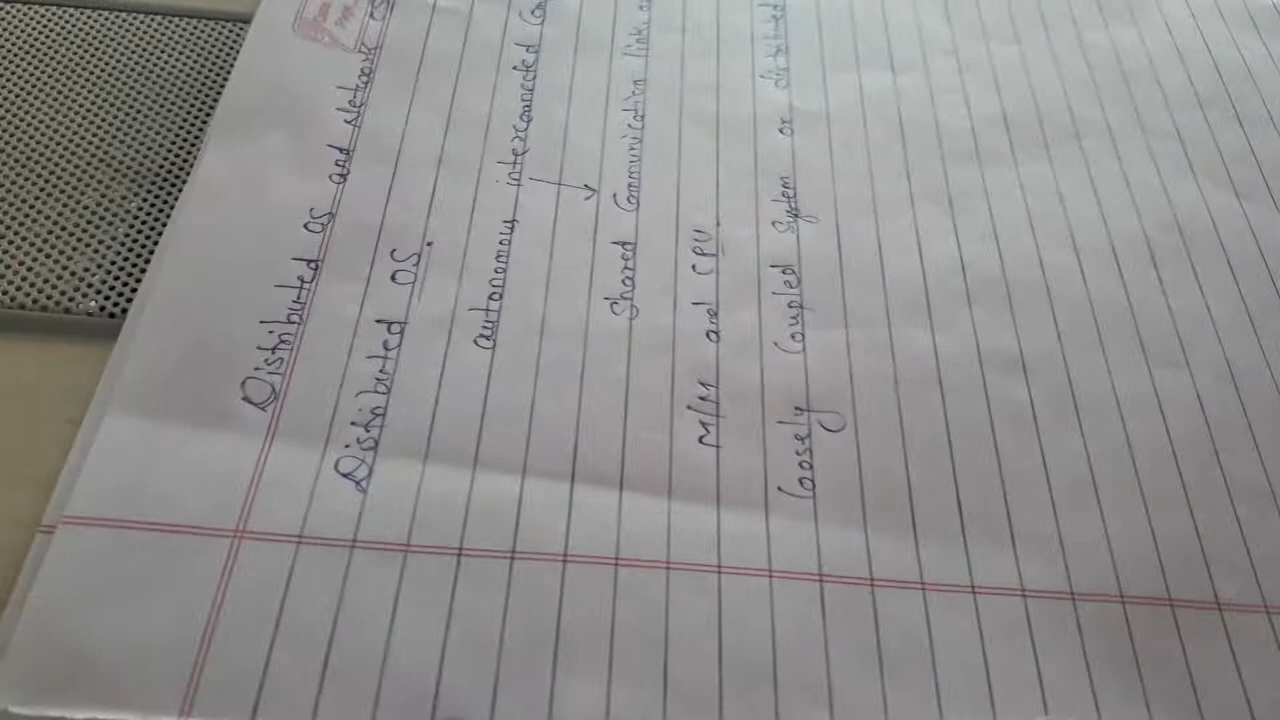 Distributed OS and Network OS
Distributed OS.
autonomous interconnected Com
Shared Communication link
M/M and CPU.
Loosely Coupled System or distributed